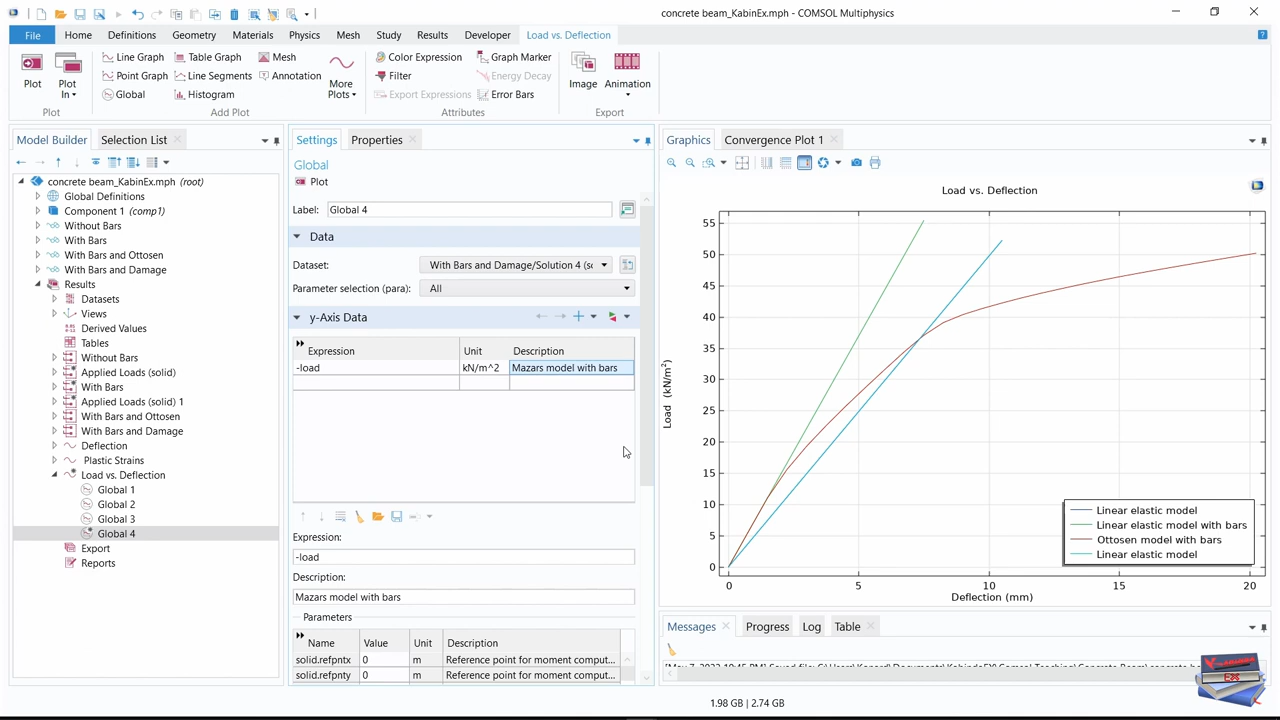 concrete beam_KabinEx.mph - COMSOL Multiphysics
File Home Definitions Geometry Materials Physics Mesh Study Results Developer Load vs. Deflection
Line Graph Table Graph Mesh Color Expression Graph Marker
Point Graph Line Segments Annotation Filter Energy Decay
Plot Plot In Global Histogram More Plots Export Expressions Error Bars Image Animation
Plot Add Plot Attributes Export
Model Builder Selection List
concrete beam_KabinEx.mph (root)
Global Definitions
Component 1 (comp1)
Without Bars
With Bars
With Bars and Ottosen
With Bars and Damage
Results
Datasets
Views
Derived Values
Tables
Without Bars
Applied Loads (solid)
With Bars
Applied Loads (solid) 1
With Bars and Ottosen
With Bars and Damage
Deflection
Plastic Strains
Load vs. Deflection
Global 1
Global 2
Global 3
Global 4
Export
Reports
Settings Properties
Global
Plot
Label: Global 4
Data
Dataset: With Bars and Damage/Solution 4 (s
Parameter selection (para): All
y-Axis Data
Expression Unit Description
-load kN/m^2 Mazars model with bars
Expression:
-load
Description:
Mazars model with bars
Parameters
Name Value Unit Description
solid.refpntx 0 m Reference point for moment comput...
solid.refpnty 0 m Reference point for moment comput...
Graphics Convergence Plot 1
Load vs. Deflection
55
50
45
40
35
30
25
20
15
10
5
0
Load (kN/m²)
0 5 10 15 20
Deflection (mm)
Linear elastic model
Linear elastic model with bars
Ottosen model with bars
Linear elastic model
Messages Progress Log Table
1.98 GB | 2.74 GB
EX